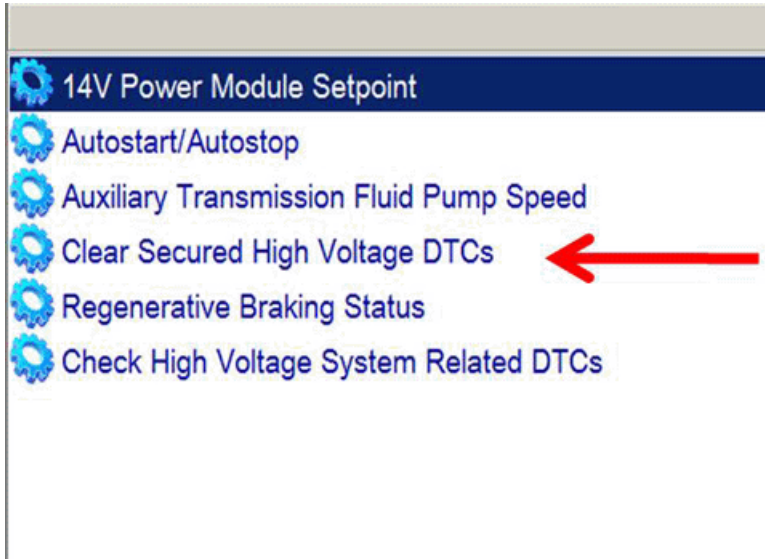 14V Power Module Setpoint
Autostart/Autostop
Auxiliary Transmission Fluid Pump Speed
Clear Secured High Voltage DTCs
Regenerative Braking Status
Check High Voltage System Related DTCs